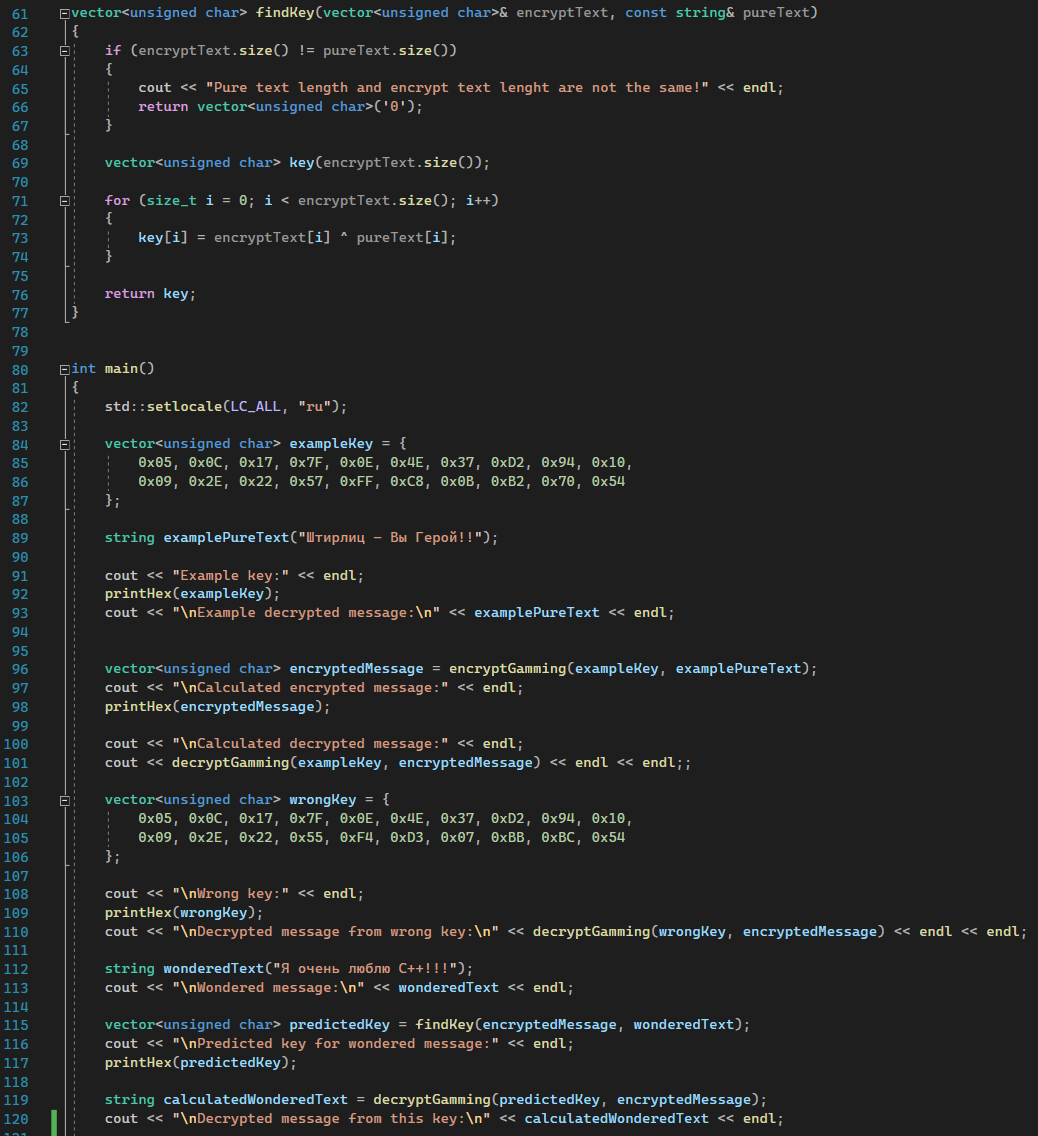 61 vector<unsigned char> findKey(vector<unsigned char>& encryptText, const string& pureText)
62 {
63     if (encryptText.size() != pureText.size())
64     {
65         cout << "Pure text length and encrypt text lenght are not the same!" << endl;
66         return vector<unsigned char>('0');
67     }
68
69     vector<unsigned char> key(encryptText.size());
70
71     for (size_t i = 0; i < encryptText.size(); i++)
72     {
73         key[i] = encryptText[i] ^ pureText[i];
74     }
75
76     return key;
77 }
78
79
80 int main()
81 {
82     std::setlocale(LC_ALL, "ru");
83
84     vector<unsigned char> exampleKey = {
85         0x05, 0x0C, 0x17, 0x7F, 0x0E, 0x4E, 0x37, 0xD2, 0x94, 0x10,
86         0x09, 0x2E, 0x22, 0x57, 0xFF, 0xC8, 0x0B, 0xB2, 0x70, 0x54
87     };
88
89     string examplePureText("Штирлиц – Вы Герой!!");
90
91     cout << "Example key:" << endl;
92     printHex(exampleKey);
93     cout << "\nExample decrypted message:\n" << examplePureText << endl;
94
95
96     vector<unsigned char> encryptedMessage = encryptGamming(exampleKey, examplePureText);
97     cout << "\nCalculated encrypted message:" << endl;
98     printHex(encryptedMessage);
99
100     cout << "\nCalculated decrypted message:" << endl;
101     cout << decryptGamming(exampleKey, encryptedMessage) << endl << endl;;
102
103     vector<unsigned char> wrongKey = {
104         0x05, 0x0C, 0x17, 0x7F, 0x0E, 0x4E, 0x37, 0xD2, 0x94, 0x10,
105         0x09, 0x2E, 0x22, 0x55, 0xF4, 0xD3, 0x07, 0xBB, 0xBC, 0x54
106     };
107
108     cout << "\nWrong key:" << endl;
109     printHex(wrongKey);
110     cout << "\nDecrypted message from wrong key:\n" << decryptGamming(wrongKey, encryptedMessage) << endl << endl;
111
112     string wonderedText("Я очень люблю C++!!!");
113     cout << "\nWondered message:\n" << wonderedText << endl;
114
115     vector<unsigned char> predictedKey = findKey(encryptedMessage, wonderedText);
116     cout << "\nPredicted key for wondered message:" << endl;
117     printHex(predictedKey);
118
119     string calculatedWonderedText = decryptGamming(predictedKey, encryptedMessage);
120     cout << "\nDecrypted message from this key:\n" << calculatedWonderedText << endl;